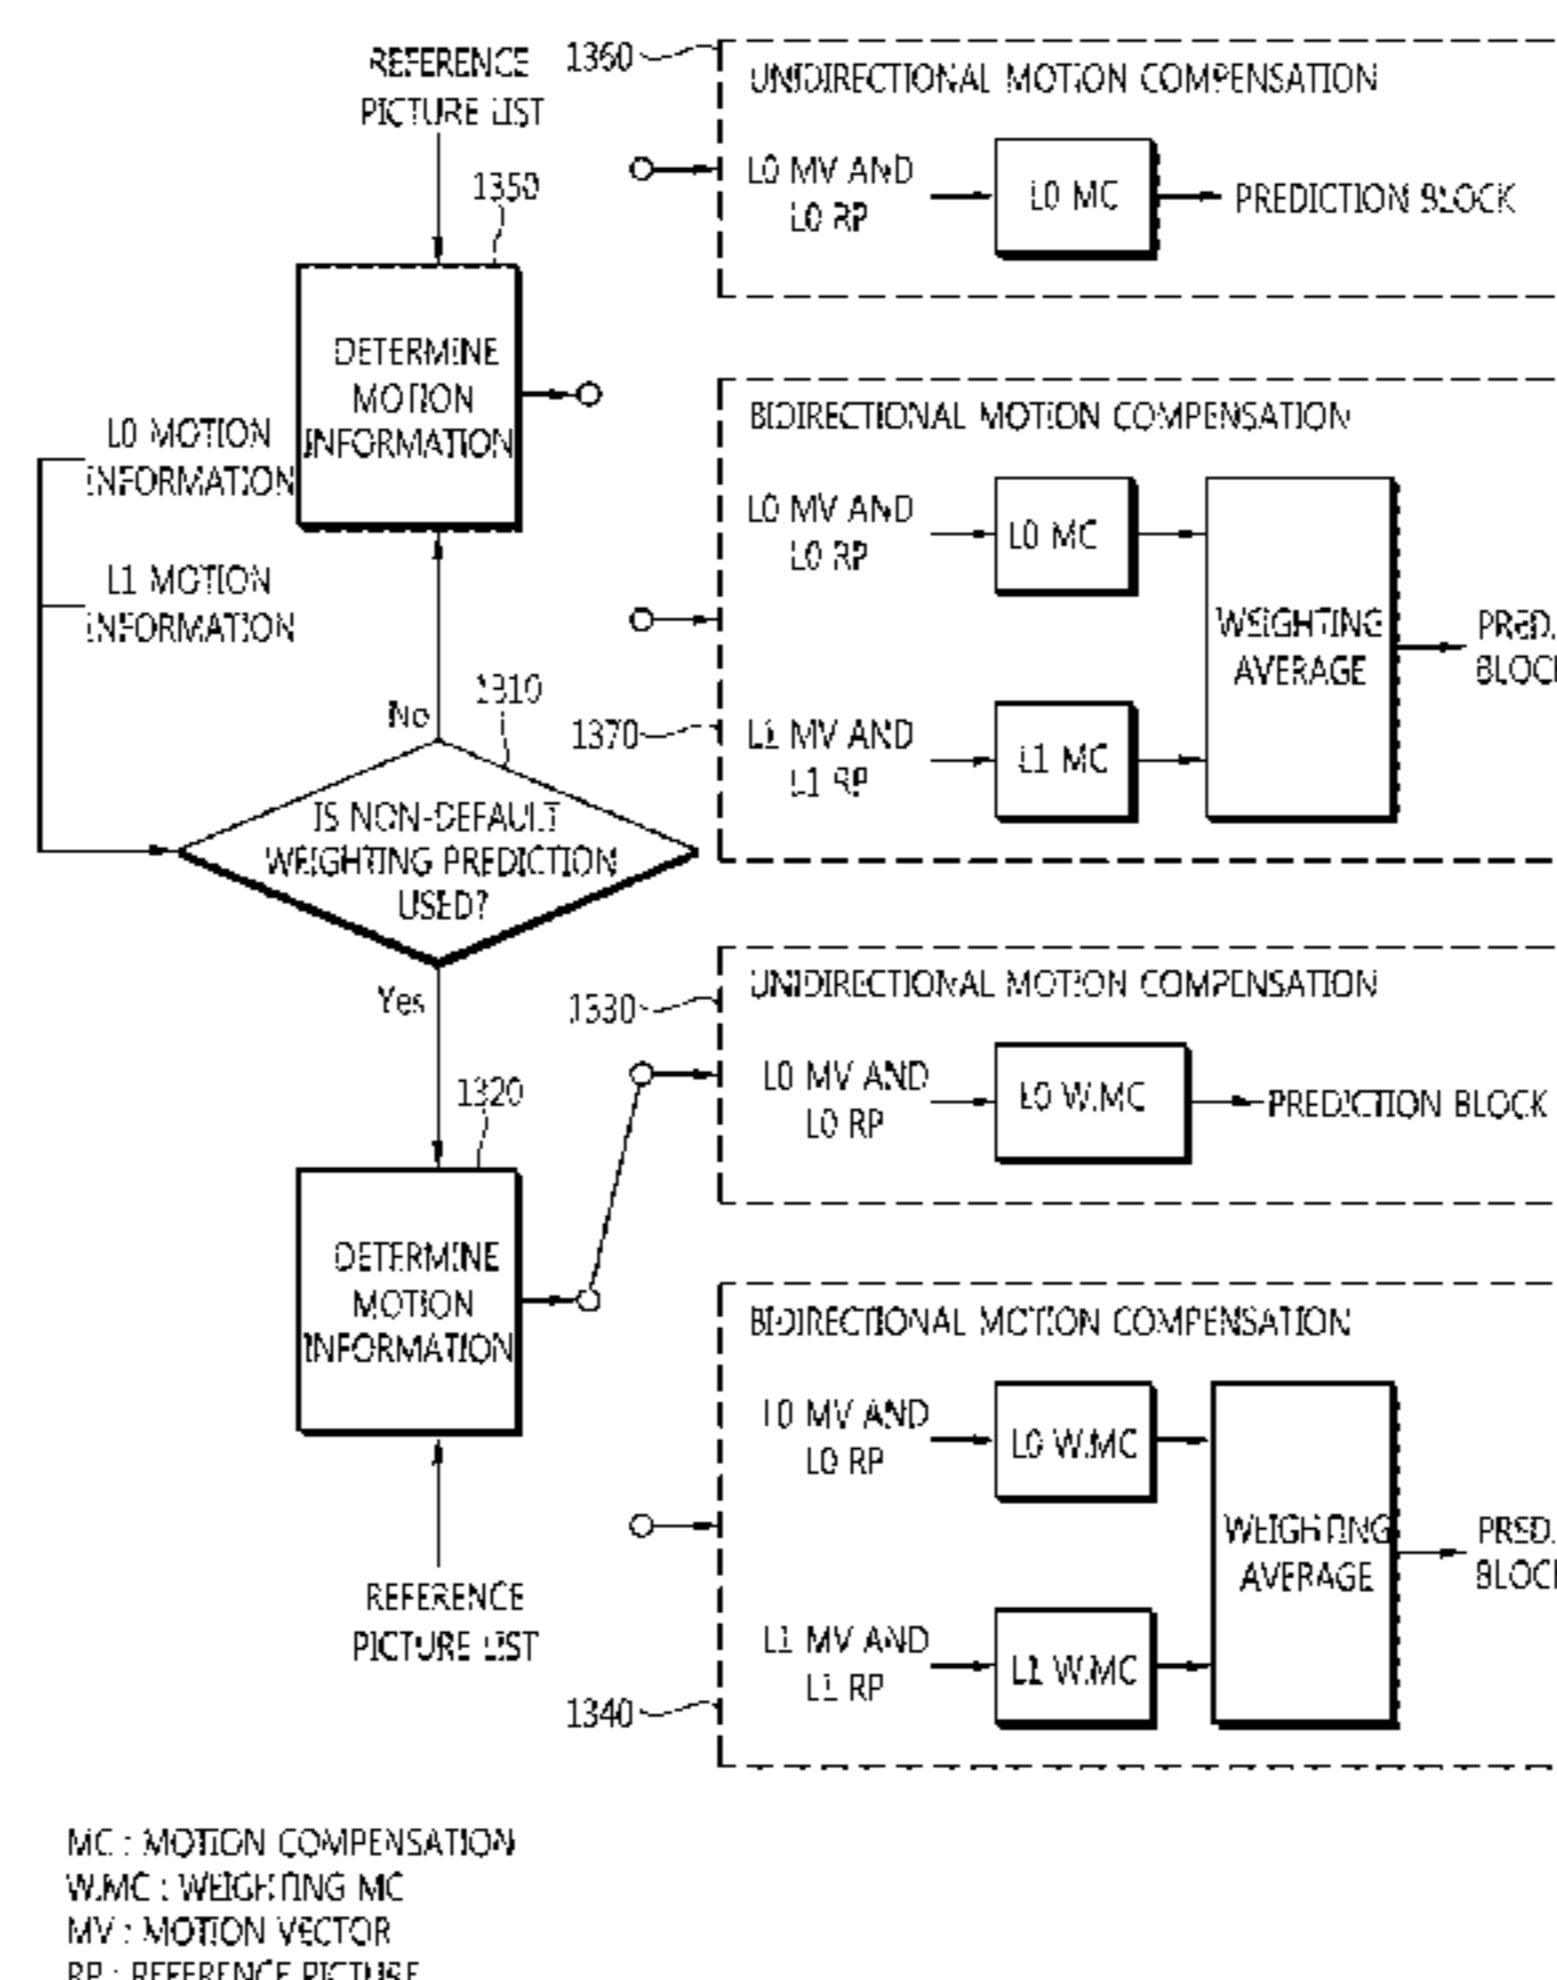 REFERENCE
PICTURE LIST
1350
DETERMINE
MOTION
INFORMATION
L0 MOTION
INFORMATION
L1 MOTION
INFORMATION
No
1310
IS NON-DEFAULT
WEIGHTING PREDICTION
USED?
Yes
1320
DETERMINE
MOTION
INFORMATION
REFERENCE
PICTURE LIST
1360
UNIDIRECTIONAL MOTION COMPENSATION
L0 MV AND
L0 RP
L0 MC
PREDICTION BLOCK
BIDIRECTIONAL MOTION COMPENSATION
L0 MV AND
L0 RP
L0 MC
1370
L1 MV AND
L1 RP
L1 MC
WEIGHTING
AVERAGE
PRED.
BLOC
1330
UNIDIRECTIONAL MOTION COMPENSATION
L0 MV AND
L0 RP
L0 W.MC
PREDICTION BLOCK
BIDIRECTIONAL MOTION COMPENSATION
L0 MV AND
L0 RP
L0 W.MC
L1 MV AND
L1 RP
L1 W.MC
1340
WEIGHTING
AVERAGE
PRED.
BLOC
MC : MOTION COMPENSATION
W.MC : WEIGHTING MC
MV : MOTION VECTOR
RP : REFERENCE PICTURE